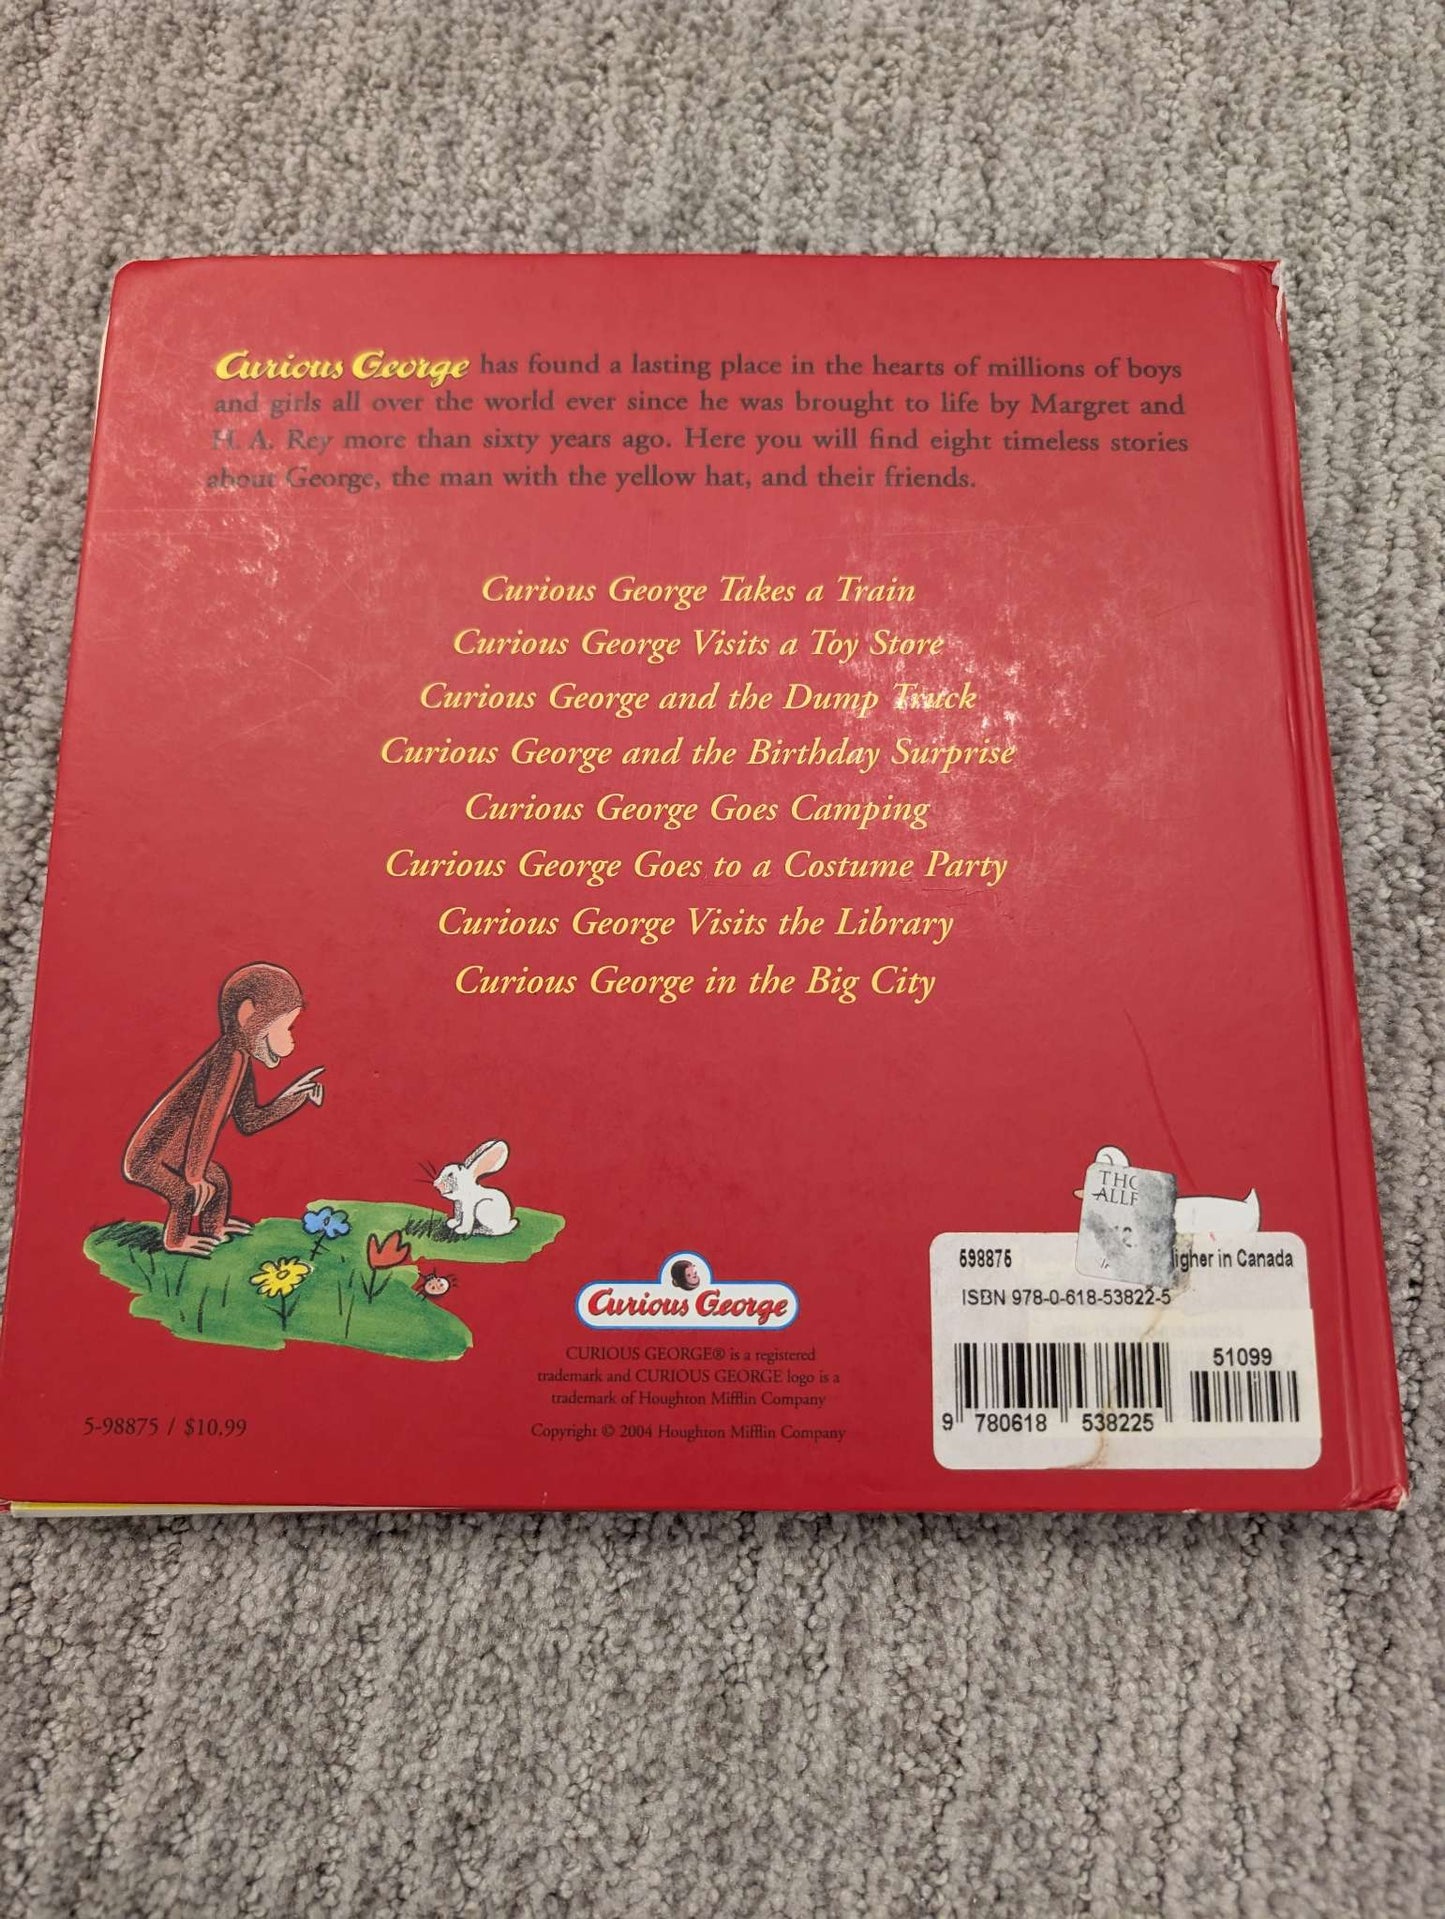 Curious George has found a lasting place in the hearts of millions of boys
and girls all over the world ever since he was brought to life by Margret and
H. A. Rey more than sixty years ago. Here you will find eight timeless stories
about George, the man with the yellow hat, and their friends.
Curious George Takes a Train
Curious George Visits a Toy Store
Curious George and the Dump Truck
Curious George and the Birthday Surprise
Curious George Goes Camping
Curious George Goes to a Costume Party
Curious George Visits the Library
Curious George in the Big City
Curious George
CURIOUS GEORGE® is a registered
trademark and CURIOUS GEORGE logo is a
trademark of Houghton Mifflin Company
Copyright © 2004 Houghton Mifflin Company
5-98875 / $10.99
598875 in Canada
ISBN 978-0-618-53822-5
51099
9 780618 538225